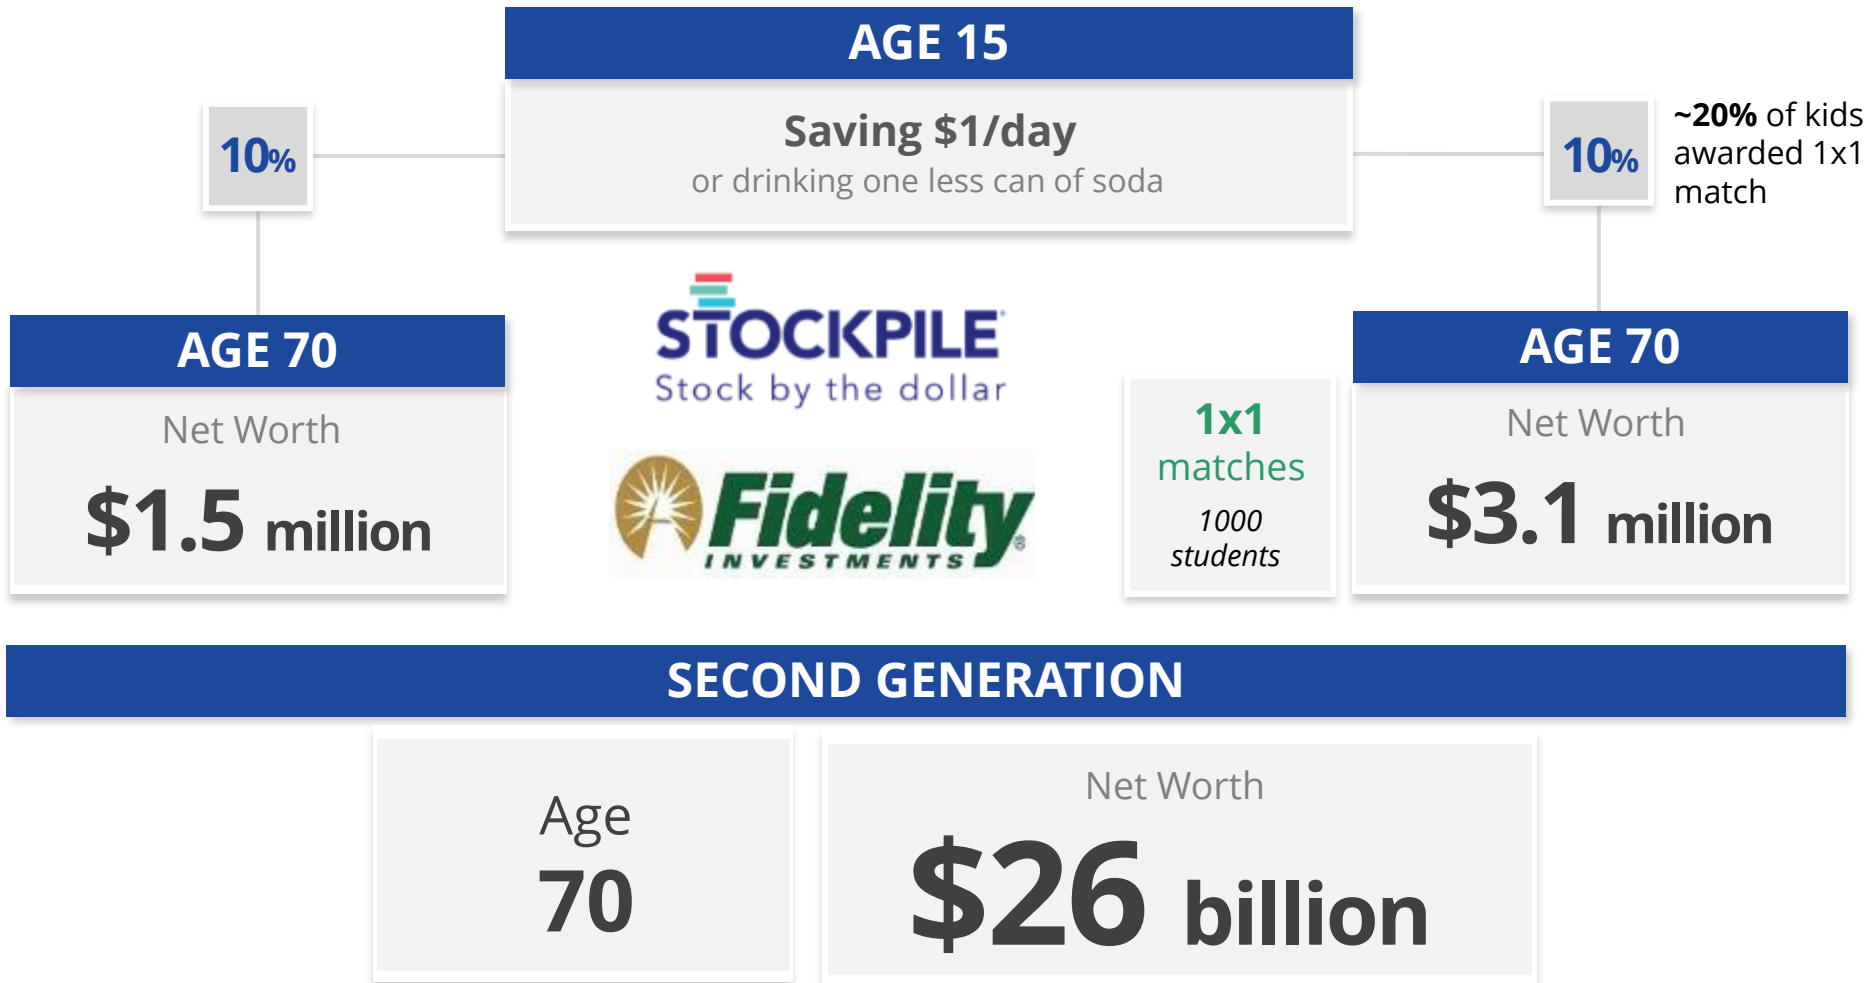 AGE 15
Saving $1/day
or drinking one less can of soda
10%
10%
~20% of kids
awarded 1x1
match
AGE 70
Net Worth
$1.5 million
STOCKPILE
Stock by the dollar
Fidelity
INVESTMENTS
®
1x1
matches
1000
students
AGE 70
Net Worth
$3.1 million
SECOND GENERATION
Age
70
Net Worth
$26 billion